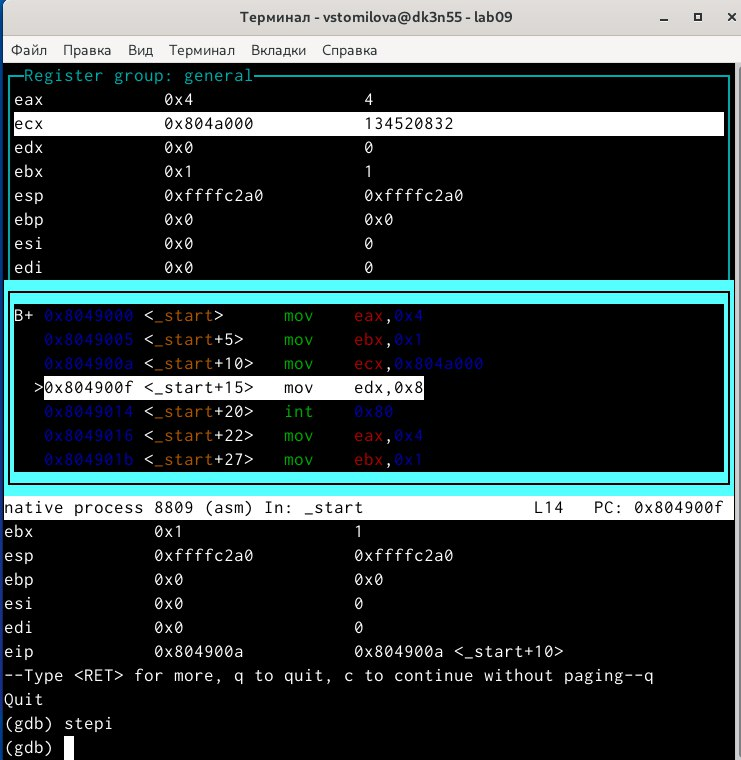 Терминал - vstomilova@dk3n55 - lab09
Файл Правка Вид Терминал Вкладки Справка
Register group: general
eax 0x4 4
ecx 0x804a000 134520832
edx 0x0 0
ebx 0x1 1
esp 0xffffc2a0 0xffffc2a0
ebp 0x0 0x0
esi 0x0 0
edi 0x0 0
B+ 0x8049000 <_start> mov eax,0x4
0x8049005 <_start+5> mov ebx,0x1
0x804900a <_start+10> mov ecx,0x804a000
>0x804900f <_start+15> mov edx,0x8
0x8049014 <_start+20> int 0x80
0x8049016 <_start+22> mov eax,0x4
0x804901b <_start+27> mov ebx,0x1
native process 8809 (asm) In: _start L14 PC: 0x804900f
ebx 0x1 1
esp 0xffffc2a0 0xffffc2a0
ebp 0x0 0x0
esi 0x0 0
edi 0x0 0
eip 0x804900a 0x804900a <_start+10>
--Type <RET> for more, q to quit, c to continue without paging--q
Quit
(gdb) stepi
(gdb)